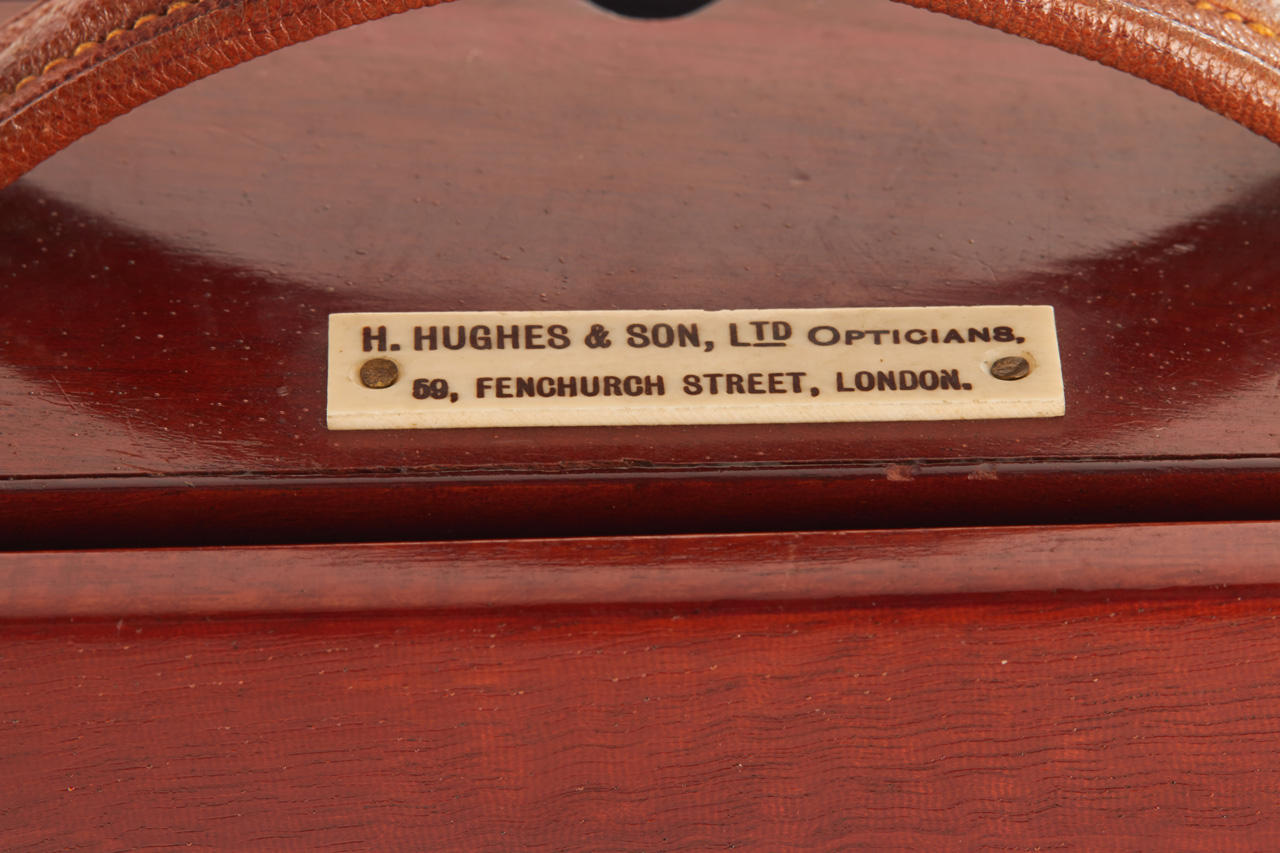 H. HUGHES & SON, LTD OPTICIANS,
59, FENCHURCH STREET, LONDON.